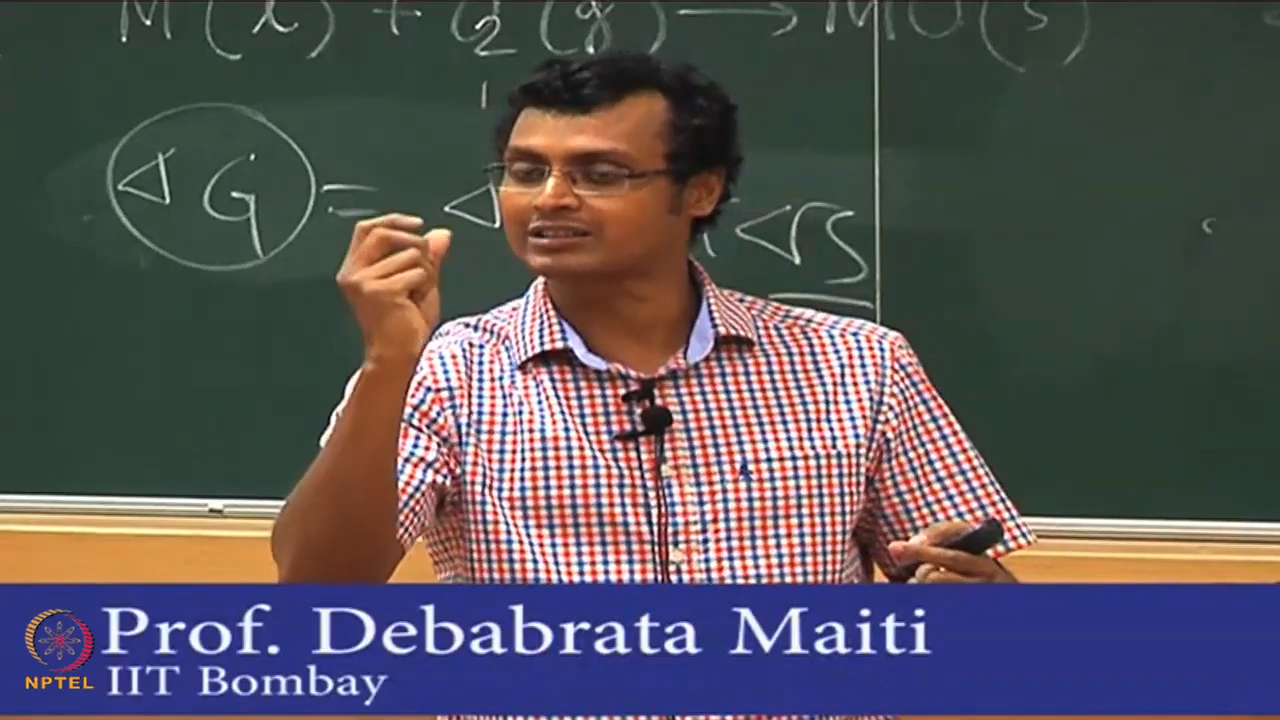 M(l) + O₂(g) ⟶ MO(s)
ΔG = Δ ΔS
Prof. Debabrata Maiti
IIT Bombay
NPTEL